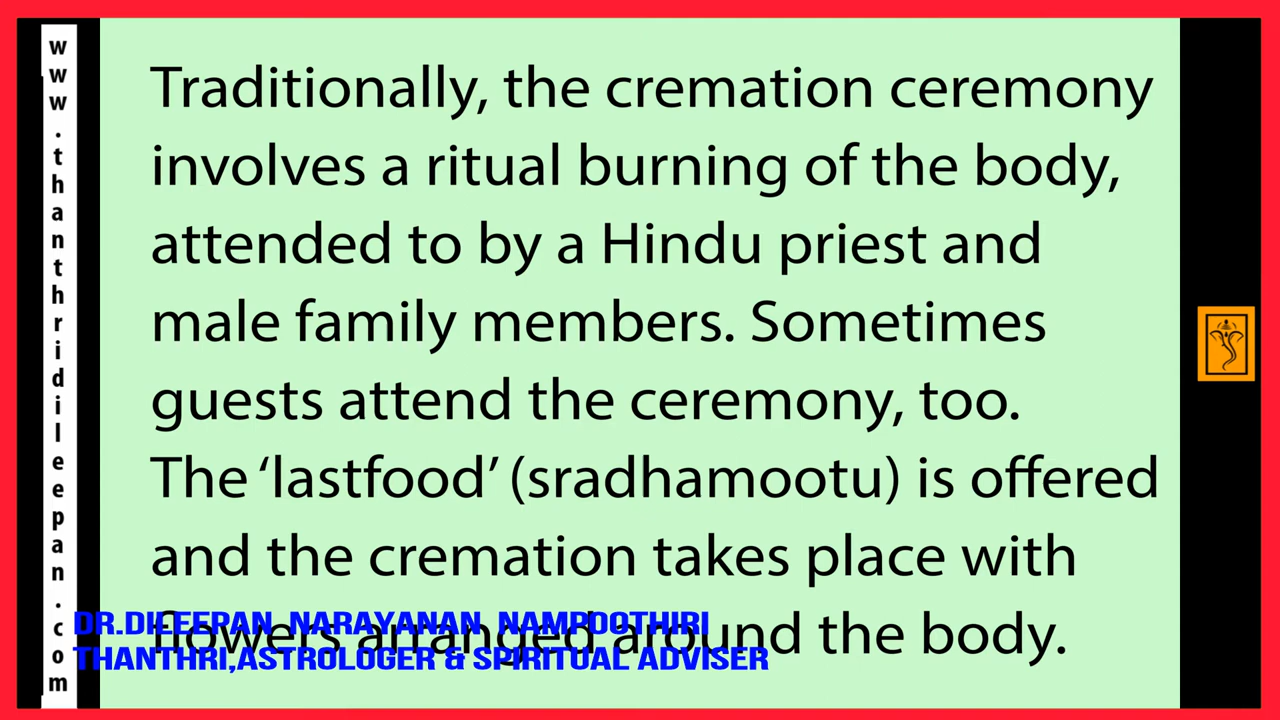 www.thanthridileepan.com
Traditionally, the cremation ceremony
involves a ritual burning of the body,
attended to by a Hindu priest and
male family members. Sometimes
guests attend the ceremony, too.
The ‘lastfood’ (sradhamootu) is offered
and the cremation takes place with
flowers arranged around the body.
DR.DILEEPAN NARAYANAN NAMPOOTHIRI
THANTHRI,ASTROLOGER & SPIRITUAL ADVISER